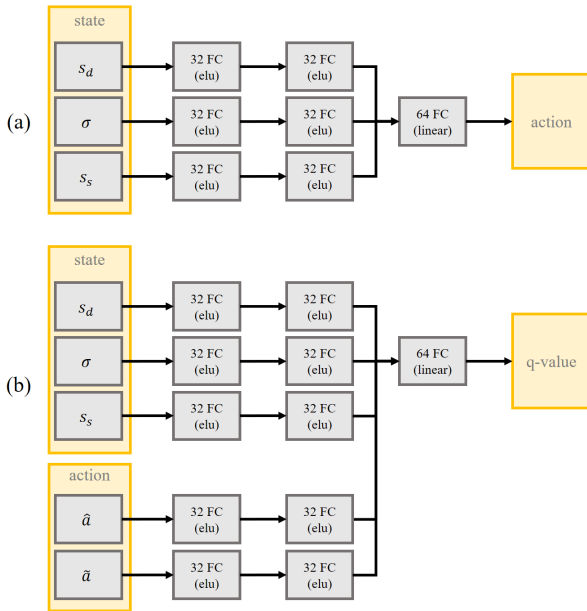 state
s_d
32 FC
(elu)
32 FC
(elu)
(a)
σ
32 FC
(elu)
32 FC
(elu)
64 FC
(linear)
action
s_s
32 FC
(elu)
32 FC
(elu)
state
s_d
32 FC
(elu)
32 FC
(elu)
σ
32 FC
(elu)
32 FC
(elu)
64 FC
(linear)
q-value
(b)
s_s
32 FC
(elu)
32 FC
(elu)
action
â
32 FC
(elu)
32 FC
(elu)
ã
32 FC
(elu)
32 FC
(elu)